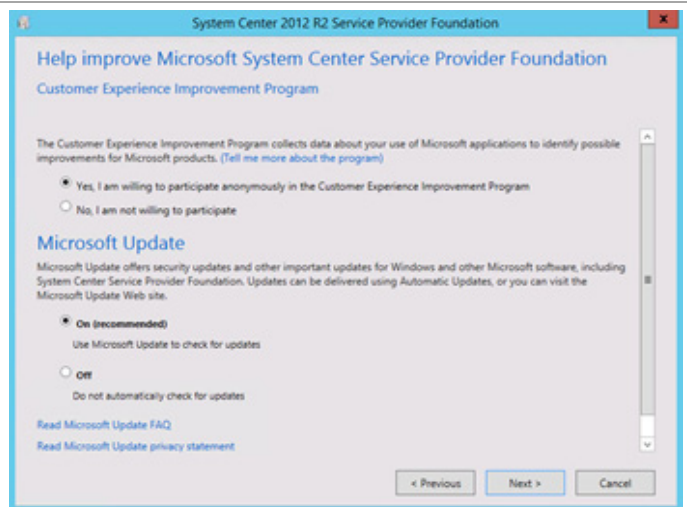 System Center 2012 R2 Service Provider Foundation
Help improve Microsoft System Center Service Provider Foundation
Customer Experience Improvement Program
The Customer Experience Improvement Program collects data about your use of Microsoft applications to identify possible
improvements for Microsoft products. (Tell me more about the program)
Yes, I am willing to participate anonymously in the Customer Experience Improvement Program
No, I am not willing to participate
Microsoft Update
Microsoft Update offers security updates and other important updates for Windows and other Microsoft software, including
System Center Service Provider Foundation. Updates can be delivered using Automatic Updates, or you can visit the
Microsoft Update Web site.
On (recommended)
Use Microsoft Update to check for updates
Off
Do not automatically check for updates
Read Microsoft Update FAQ
Read Microsoft Update privacy statement
< Previous Next > Cancel